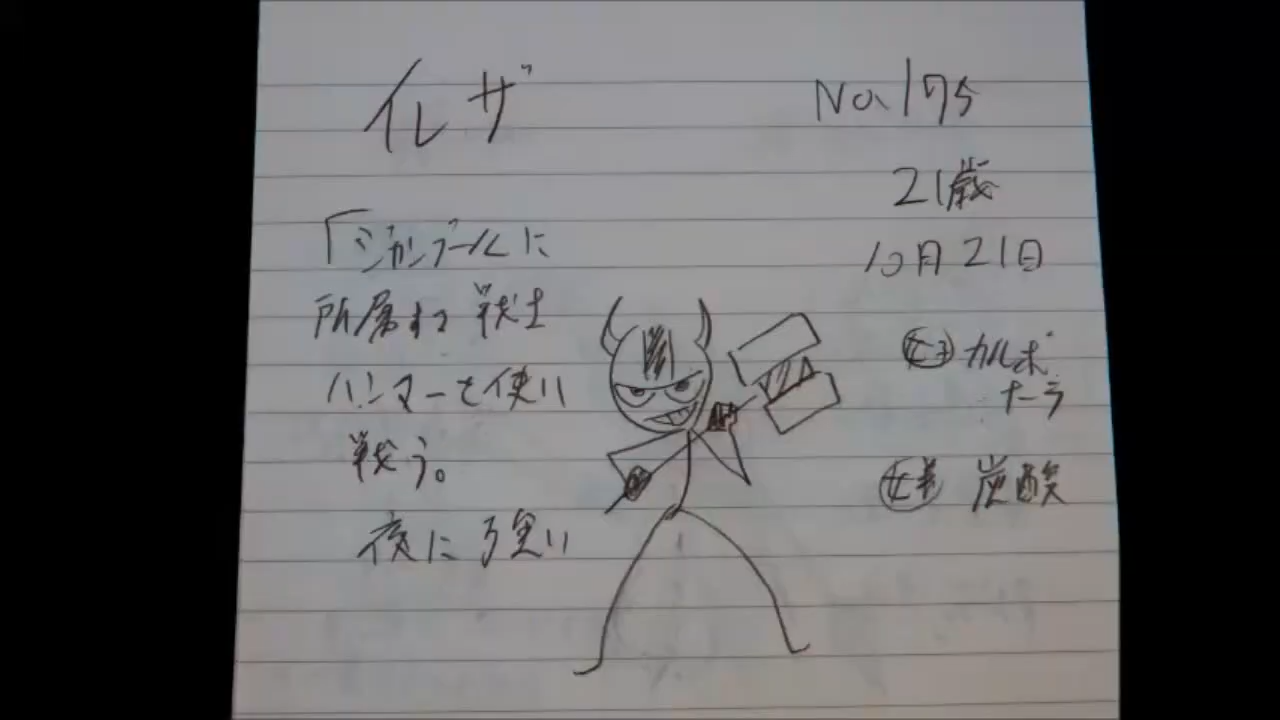 イレザ
No.175
21歳
10月21日
「ジガンブールに
所属する戦士
ハンマーを使い
戦う。
夜に強い
好 カルボ
ナーラ
嫌 炭酸